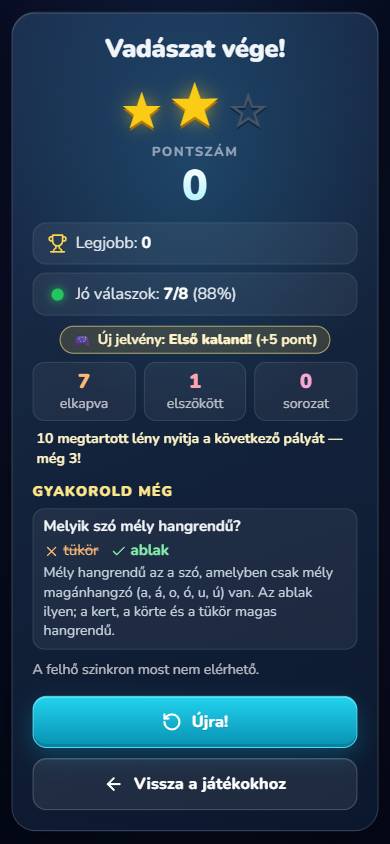 Vadászat vége!
PONTSZÁM
0
Legjobb: 0
Jó válaszok: 7/8 (88%)
Új jelvény: Első kaland! (+5 pont)
7 1 0
elkapva elszökött sorozat
10 megtartott lény nyitja a következő pályát —
még 3!
GYAKOROLD MÉG
Melyik szó mély hangrendű?
tükör ablak
Mély hangrendű az a szó, amelyben csak mély
magánhangzó (a, á, o, ó, u, ú) van. Az ablak
ilyen; a kert, a körte és a tükör magas
hangrendű.
A felhő szinkron most nem elérhető.
Újra!
Vissza a játékokhoz